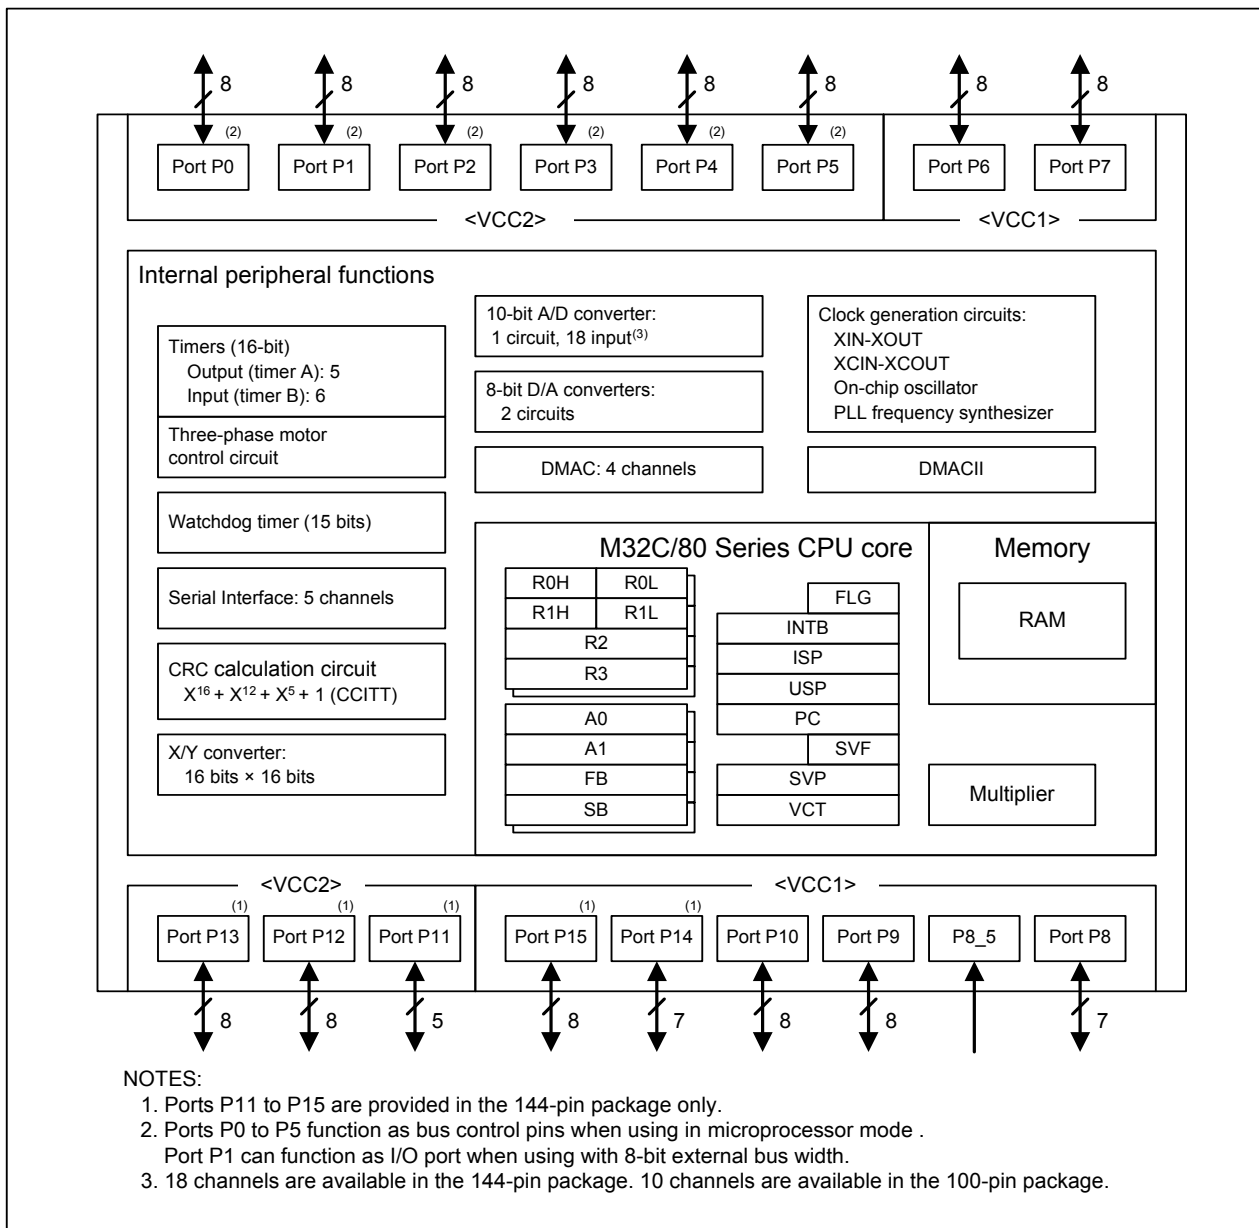 8 8 8 8 8 8 8 8
(2) (2) (2) (2) (2) (2)
Port P0 Port P1 Port P2 Port P3 Port P4 Port P5 Port P6 Port P7
<VCC2> <VCC1>
Internal peripheral functions
Timers (16-bit)
Output (timer A): 5
Input (timer B): 6
Three-phase motor
control circuit
Watchdog timer (15 bits)
Serial Interface: 5 channels
CRC calculation circuit
X¹⁶ + X¹² + X⁵ + 1 (CCITT)
X/Y converter:
16 bits × 16 bits
10-bit A/D converter:
1 circuit, 18 input⁽³⁾
8-bit D/A converters:
2 circuits
DMAC: 4 channels
Clock generation circuits:
XIN-XOUT
XCIN-XCOUT
On-chip oscillator
PLL frequency synthesizer
DMACII
M32C/80 Series CPU core
R0H R0L
R1H R1L
R2
R3
A0
A1
FB
SB
FLG
INTB
ISP
USP
PC
SVF
SVP
VCT
Memory
RAM
Multiplier
<VCC2> <VCC1>
(1) (1) (1) (1) (1)
Port P13 Port P12 Port P11 Port P15 Port P14 Port P10 Port P9 P8_5 Port P8
8 8 5 8 7 8 8 7
NOTES:
1. Ports P11 to P15 are provided in the 144-pin package only.
2. Ports P0 to P5 function as bus control pins when using in microprocessor mode .
Port P1 can function as I/O port when using with 8-bit external bus width.
3. 18 channels are available in the 144-pin package. 10 channels are available in the 100-pin package.